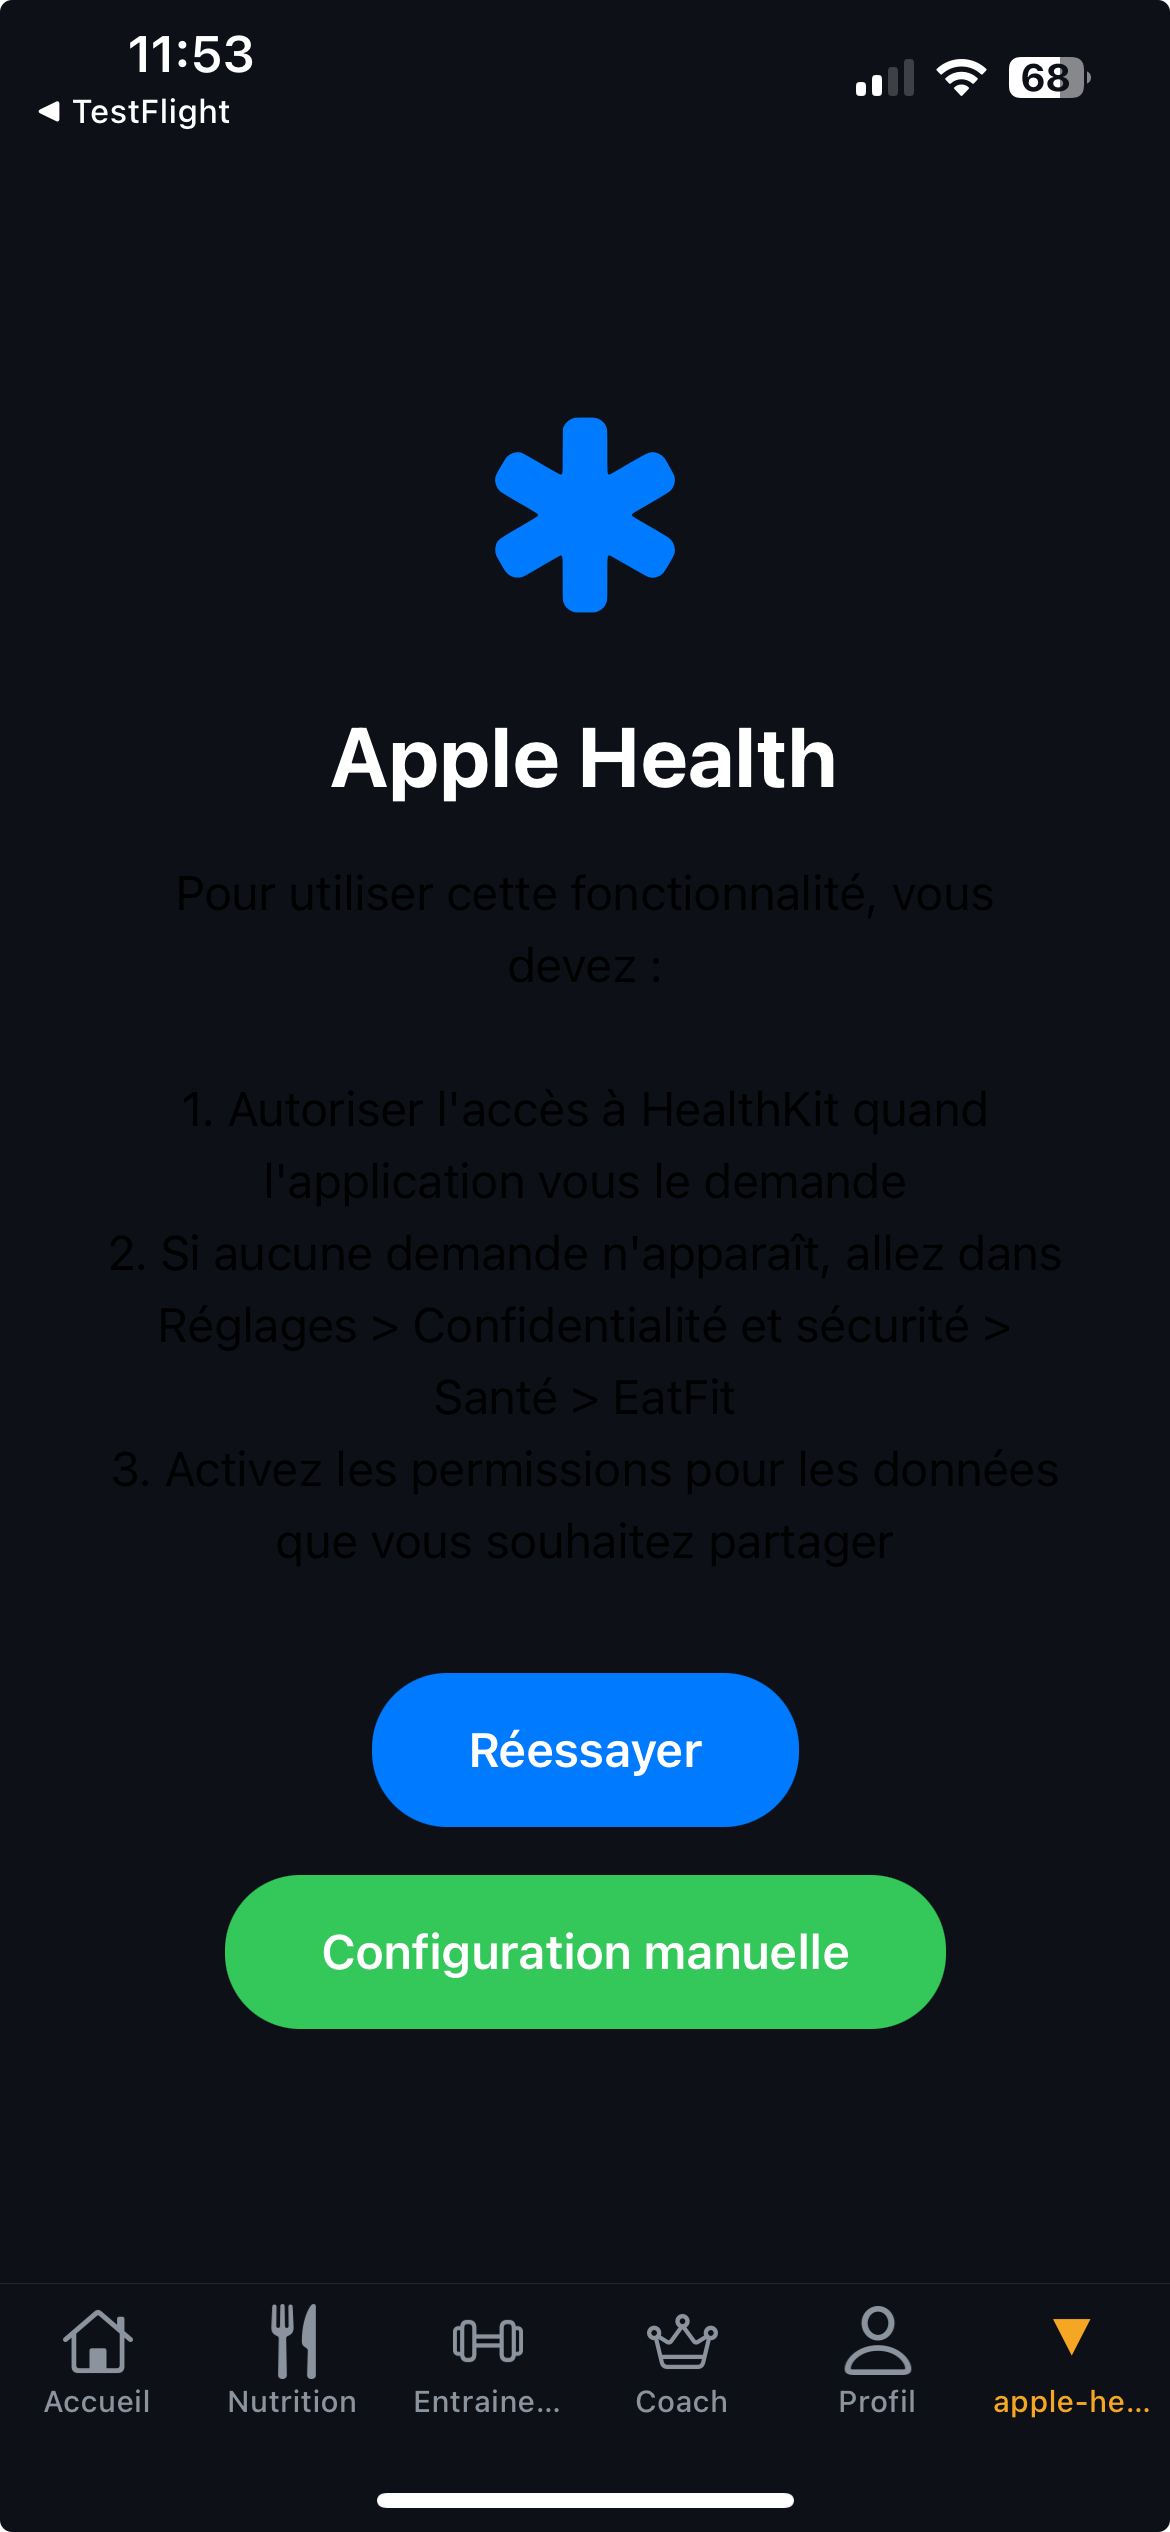 11:53
TestFlight
68
Apple Health
Pour utiliser cette fonctionnalité, vous
devez :
1. Autoriser l'accès à HealthKit quand
l'application vous le demande
2. Si aucune demande n'apparaît, allez dans
Réglages > Confidentialité et sécurité >
Santé > EatFit
3. Activez les permissions pour les données
que vous souhaitez partager
Réessayer
Configuration manuelle
Accueil
Nutrition
Entraine...
Coach
Profil
apple-he...